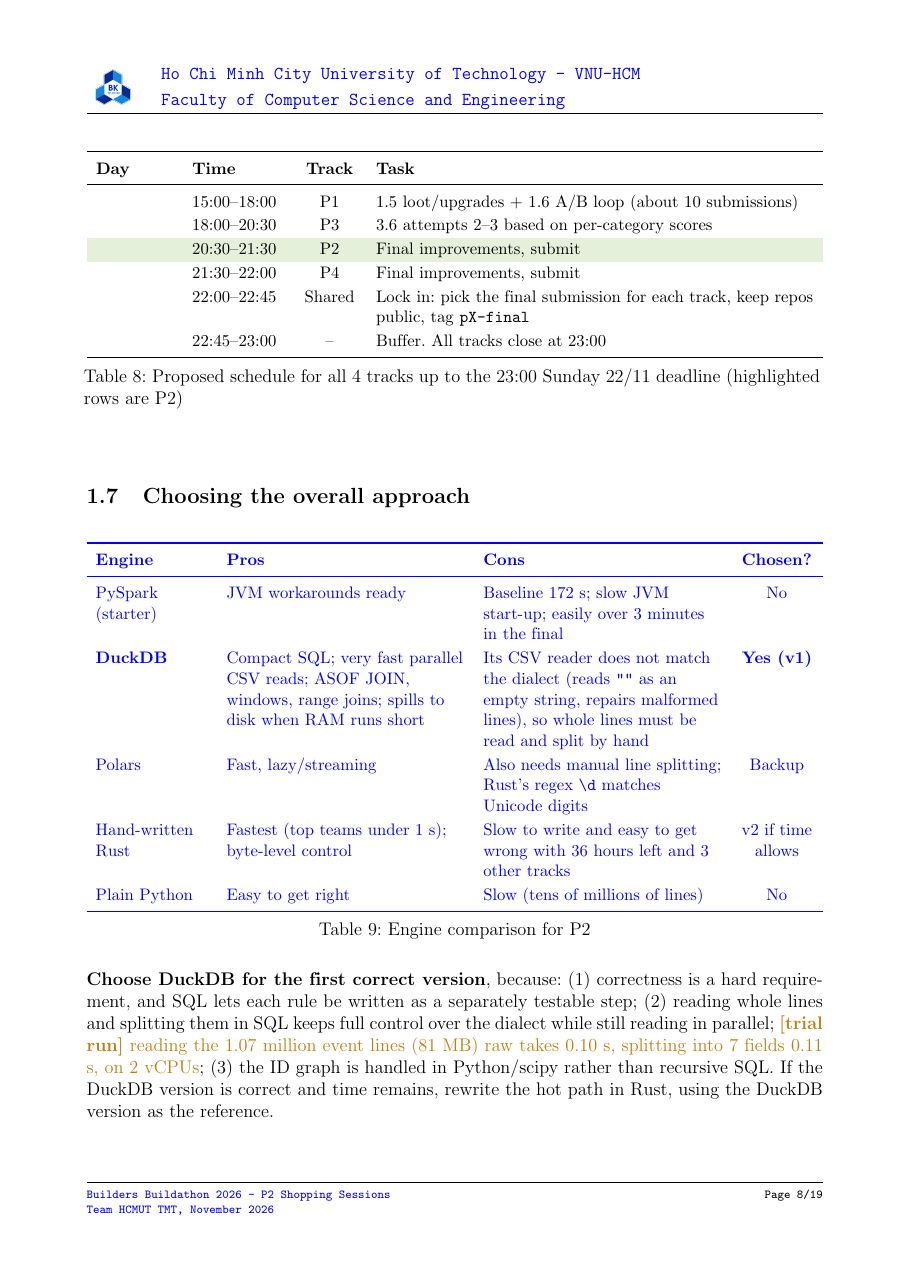 BK
Ho Chi Minh City University of Technology - VNU-HCM
Faculty of Computer Science and Engineering
Day Time Track Task
15:00–18:00 P1 1.5 loot/upgrades + 1.6 A/B loop (about 10 submissions)
18:00–20:30 P3 3.6 attempts 2–3 based on per-category scores
20:30–21:30 P2 Final improvements, submit
21:30–22:00 P4 Final improvements, submit
22:00–22:45 Shared Lock in: pick the final submission for each track, keep repos
public, tag pX-final
22:45–23:00 – Buffer. All tracks close at 23:00
Table 8: Proposed schedule for all 4 tracks up to the 23:00 Sunday 22/11 deadline (highlighted
rows are P2)
1.7 Choosing the overall approach
Engine Pros Cons Chosen?
PySpark JVM workarounds ready Baseline 172 s; slow JVM No
(starter) start-up; easily over 3 minutes
in the final
DuckDB Compact SQL; very fast parallel Its CSV reader does not match Yes (v1)
CSV reads; ASOF JOIN, the dialect (reads "" as an
windows, range joins; spills to empty string, repairs malformed
disk when RAM runs short lines), so whole lines must be
read and split by hand
Polars Fast, lazy/streaming Also needs manual line splitting; Backup
Rust's regex \d matches
Unicode digits
Hand-written Fastest (top teams under 1 s); Slow to write and easy to get v2 if time
Rust byte-level control wrong with 36 hours left and 3 allows
other tracks
Plain Python Easy to get right Slow (tens of millions of lines) No
Table 9: Engine comparison for P2
Choose DuckDB for the first correct version, because: (1) correctness is a hard require-
ment, and SQL lets each rule be written as a separately testable step; (2) reading whole lines
and splitting them in SQL keeps full control over the dialect while still reading in parallel; [trial
run] reading the 1.07 million event lines (81 MB) raw takes 0.10 s, splitting into 7 fields 0.11
s, on 2 vCPUs; (3) the ID graph is handled in Python/scipy rather than recursive SQL. If the
DuckDB version is correct and time remains, rewrite the hot path in Rust, using the DuckDB
version as the reference.
Builders Buildathon 2026 - P2 Shopping Sessions Page 8/19
Team HCMUT TMT, November 2026